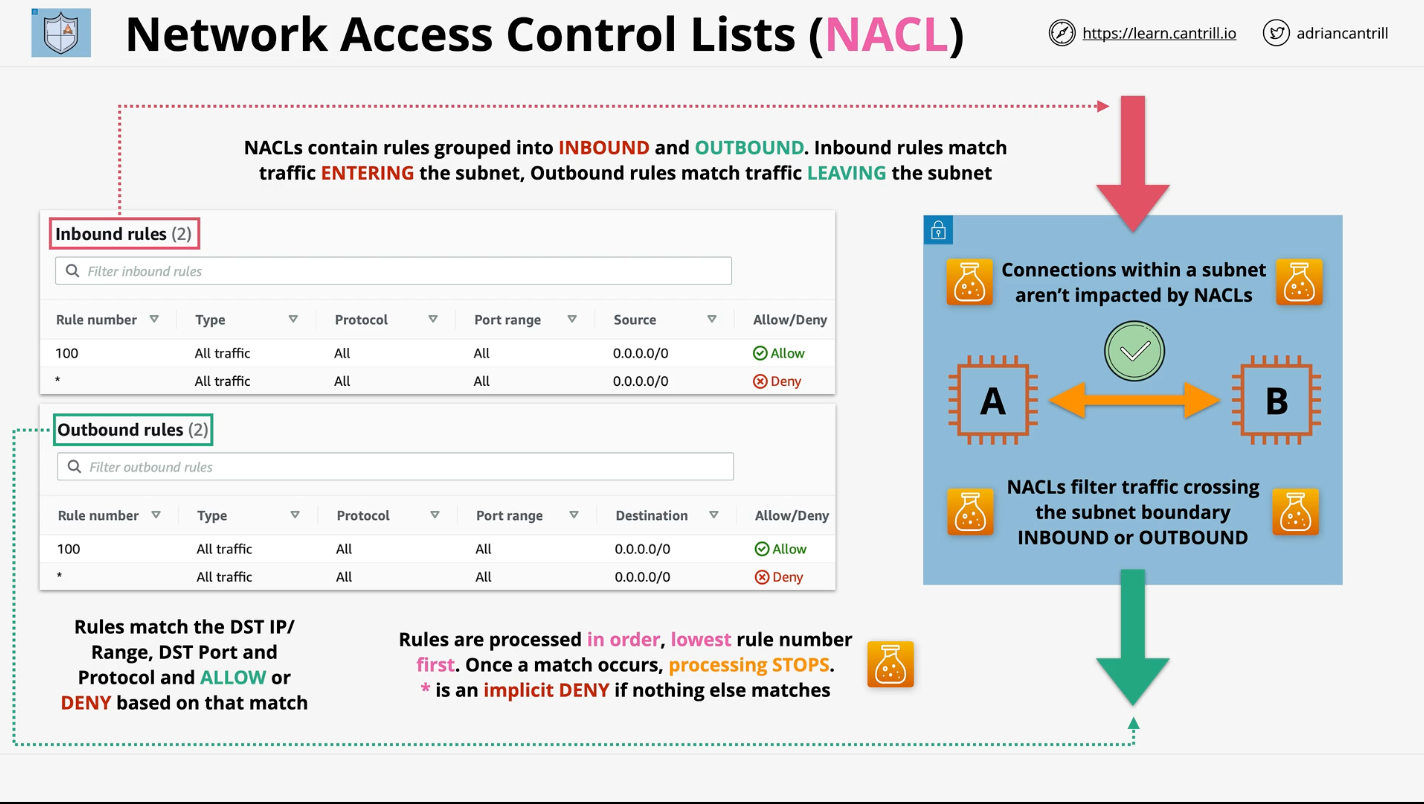 Network Access Control Lists (NACL)
https://learn.cantrill.io
adriancantrill
NACLs contain rules grouped into INBOUND and OUTBOUND. Inbound rules match
traffic ENTERING the subnet, Outbound rules match traffic LEAVING the subnet
Inbound rules (2)
Filter inbound rules
Rule number Type Protocol Port range Source Allow/Deny
100 All traffic All All 0.0.0.0/0 Allow
* All traffic All All 0.0.0.0/0 Deny
Outbound rules (2)
Filter outbound rules
Rule number Type Protocol Port range Destination Allow/Deny
100 All traffic All All 0.0.0.0/0 Allow
* All traffic All All 0.0.0.0/0 Deny
Rules match the DST IP/
Range, DST Port and
Protocol and ALLOW or
DENY based on that match
Rules are processed in order, lowest rule number
first. Once a match occurs, processing STOPS.
* is an implicit DENY if nothing else matches
Connections within a subnet
aren't impacted by NACLs
A
B
NACLs filter traffic crossing
the subnet boundary
INBOUND or OUTBOUND